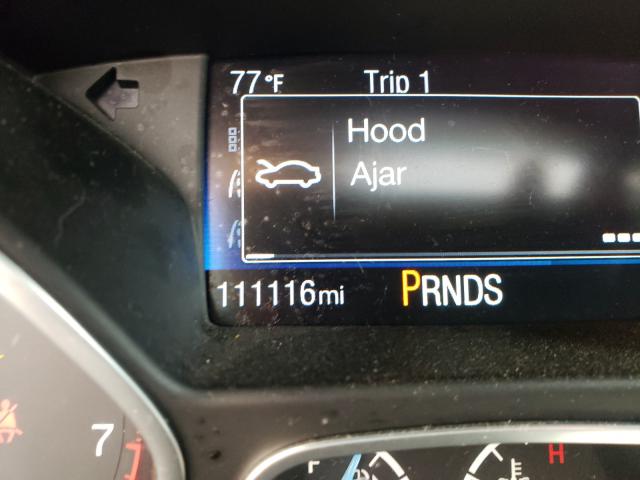 77°F Trip 1
Hood
Ajar
111116mi PRNDS
7
F H